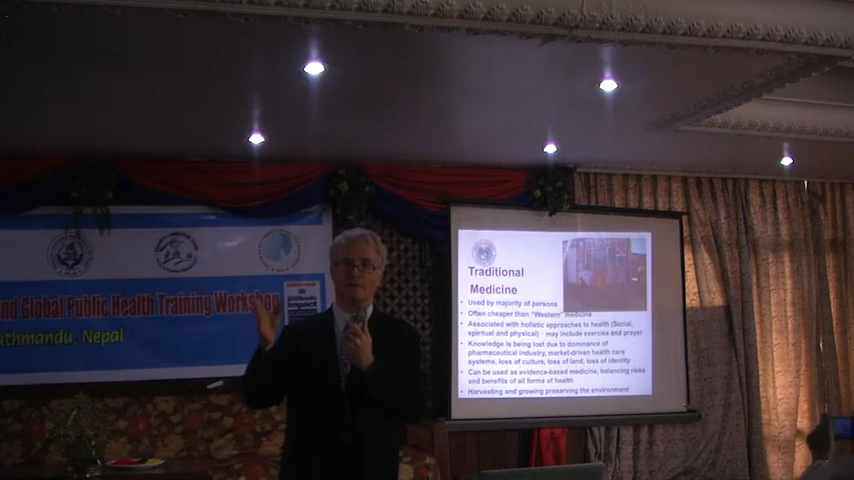 and Global Public Health Training Workshop
athmandu, Nepal
Traditional
Medicine
• Used by majority of persons
• Often cheaper than "Western" medicine
• Associated with holistic approaches to health (Social,
spiritual and physical) - may include exercises and prayer
• Knowledge is being lost due to dominance of
pharmaceutical industry, market-driven health care
systems, loss of culture, loss of land, loss of identity
• Can be used as evidence-based medicine, balancing risks
and benefits of all forms of health
• Harvesting and growing preserving the environment